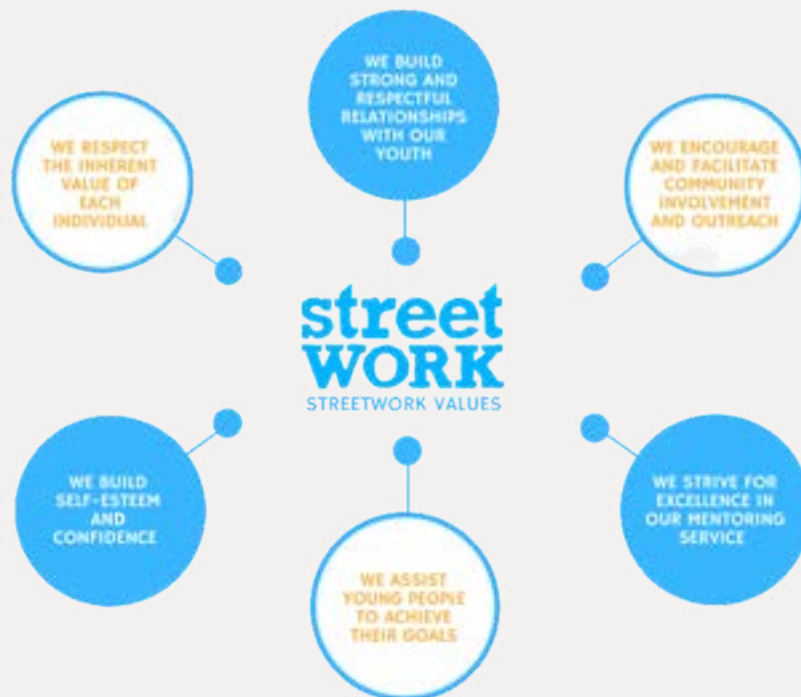 WE BUILD
STRONG AND
RESPECTFUL
RELATIONSHIPS
WITH OUR
YOUTH
WE RESPECT
THE INHERENT
VALUE OF
EACH
INDIVIDUAL
WE ENCOURAGE
AND FACILITATE
COMMUNITY
INVOLVEMENT
AND OUTREACH
street
WORK
STREETWORK VALUES
WE BUILD
SELF-ESTEEM
AND
CONFIDENCE
WE STRIVE FOR
EXCELLENCE IN
OUR MENTORING
SERVICE
WE ASSIST
YOUNG PEOPLE
TO ACHIEVE
THEIR GOALS